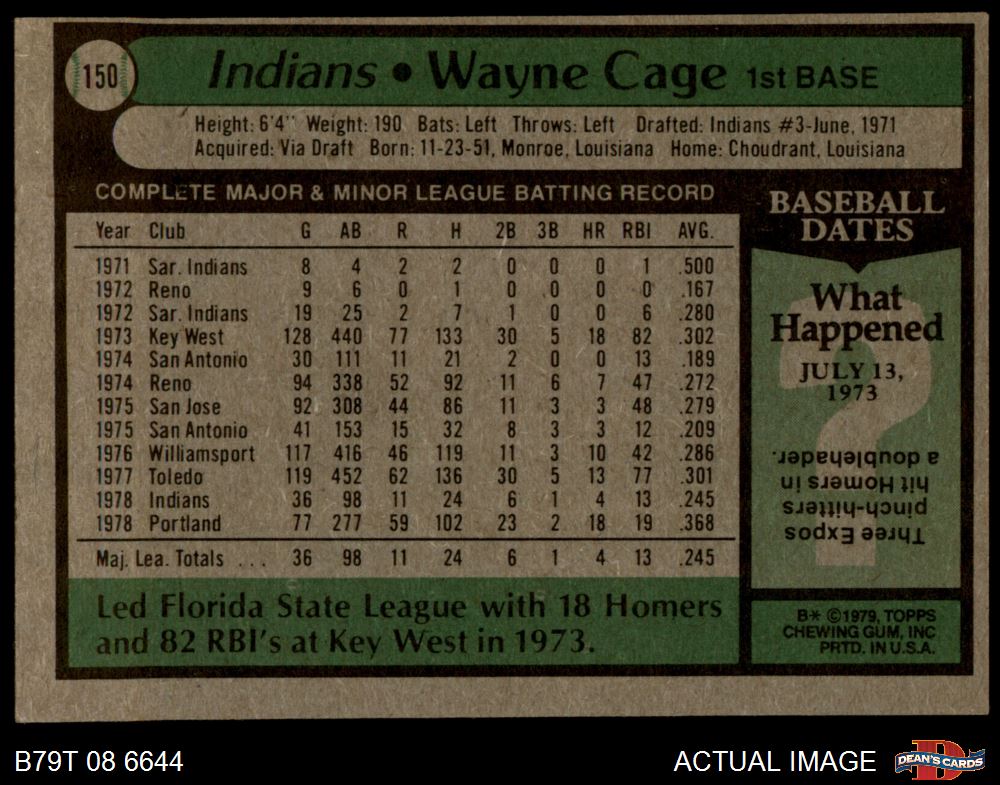 150
Indians • Wayne Cage 1st BASE
Height: 6'4" Weight: 190 Bats: Left Throws: Left Drafted: Indians #3-June, 1971
Acquired: Via Draft Born: 11-23-51, Monroe, Louisiana Home: Choudrant, Louisiana
COMPLETE MAJOR & MINOR LEAGUE BATTING RECORD
Year Club G AB R H 2B 3B HR RBI AVG.
1971 Sar. Indians 8 4 2 2 0 0 0 1 .500
1972 Reno 9 6 0 1 0 0 0 0 .167
1972 Sar. Indians 19 25 2 7 1 0 0 6 .280
1973 Key West 128 440 77 133 30 5 18 82 .302
1974 San Antonio 30 111 11 21 2 0 0 13 .189
1974 Reno 94 338 52 92 11 6 7 47 .272
1975 San Jose 92 308 44 86 11 3 3 48 .279
1975 San Antonio 41 153 15 32 8 3 3 12 .209
1976 Williamsport 117 416 46 119 11 3 10 42 .286
1977 Toledo 119 452 62 136 30 5 13 77 .301
1978 Indians 36 98 11 24 6 1 4 13 .245
1978 Portland 77 277 59 102 23 2 18 19 .368
Maj. Lea. Totals ... 36 98 11 24 6 1 4 13 .245
Led Florida State League with 18 Homers
and 82 RBI's at Key West in 1973.
BASEBALL
DATES
What
Happened
JULY 13,
1973
?
Three Expos
pinch-hitters
hit Homers in
a doubleheader.
B* ©1979, TOPPS
CHEWING GUM, INC
PRTD. IN U.S.A.
B79T 08 6644
ACTUAL IMAGE
D
DEAN'S CARDS